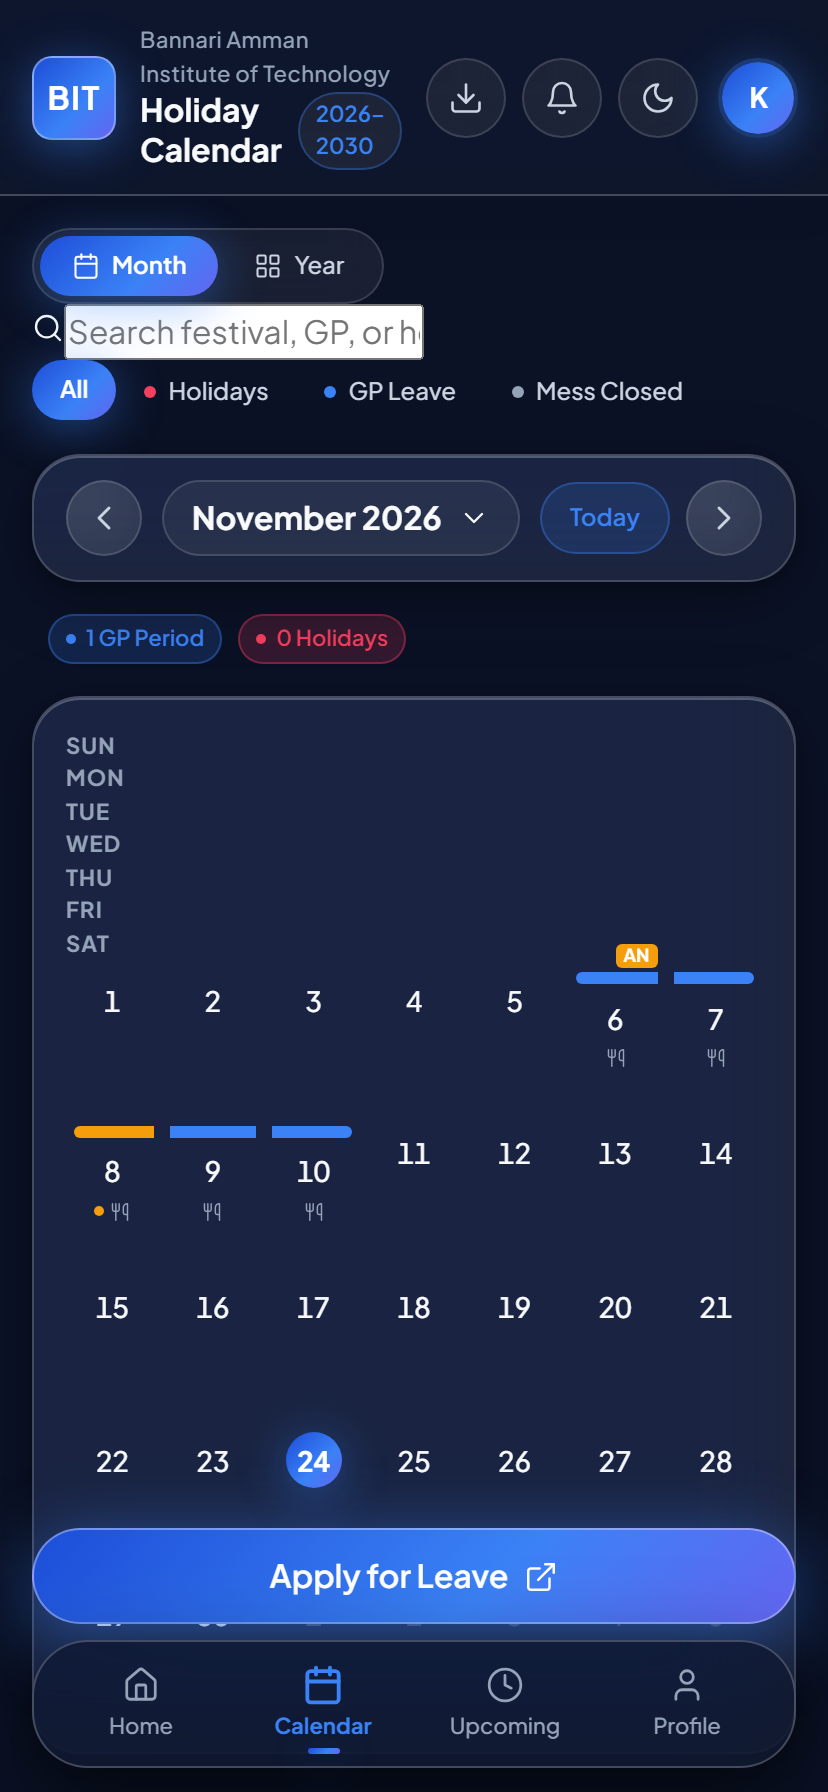 BIT
Bannari Amman
Institute of Technology
Holiday
Calendar
2026–
2030
K
Month
Year
Search festival, GP, or h
All
Holidays
GP Leave
Mess Closed
November 2026
Today
1 GP Period
0 Holidays
SUN
MON
TUE
WED
THU
FRI
SAT
AN
1 2 3 4 5 6 7
8 9 10 11 12 13 14
15 16 17 18 19 20 21
22 23 24 25 26 27 28
Apply for Leave
Home
Calendar
Upcoming
Profile